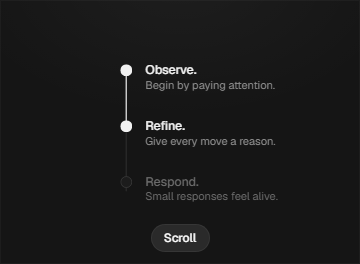 Observe.
Begin by paying attention.
Refine.
Give every move a reason.
Respond.
Small responses feel alive.
Scroll